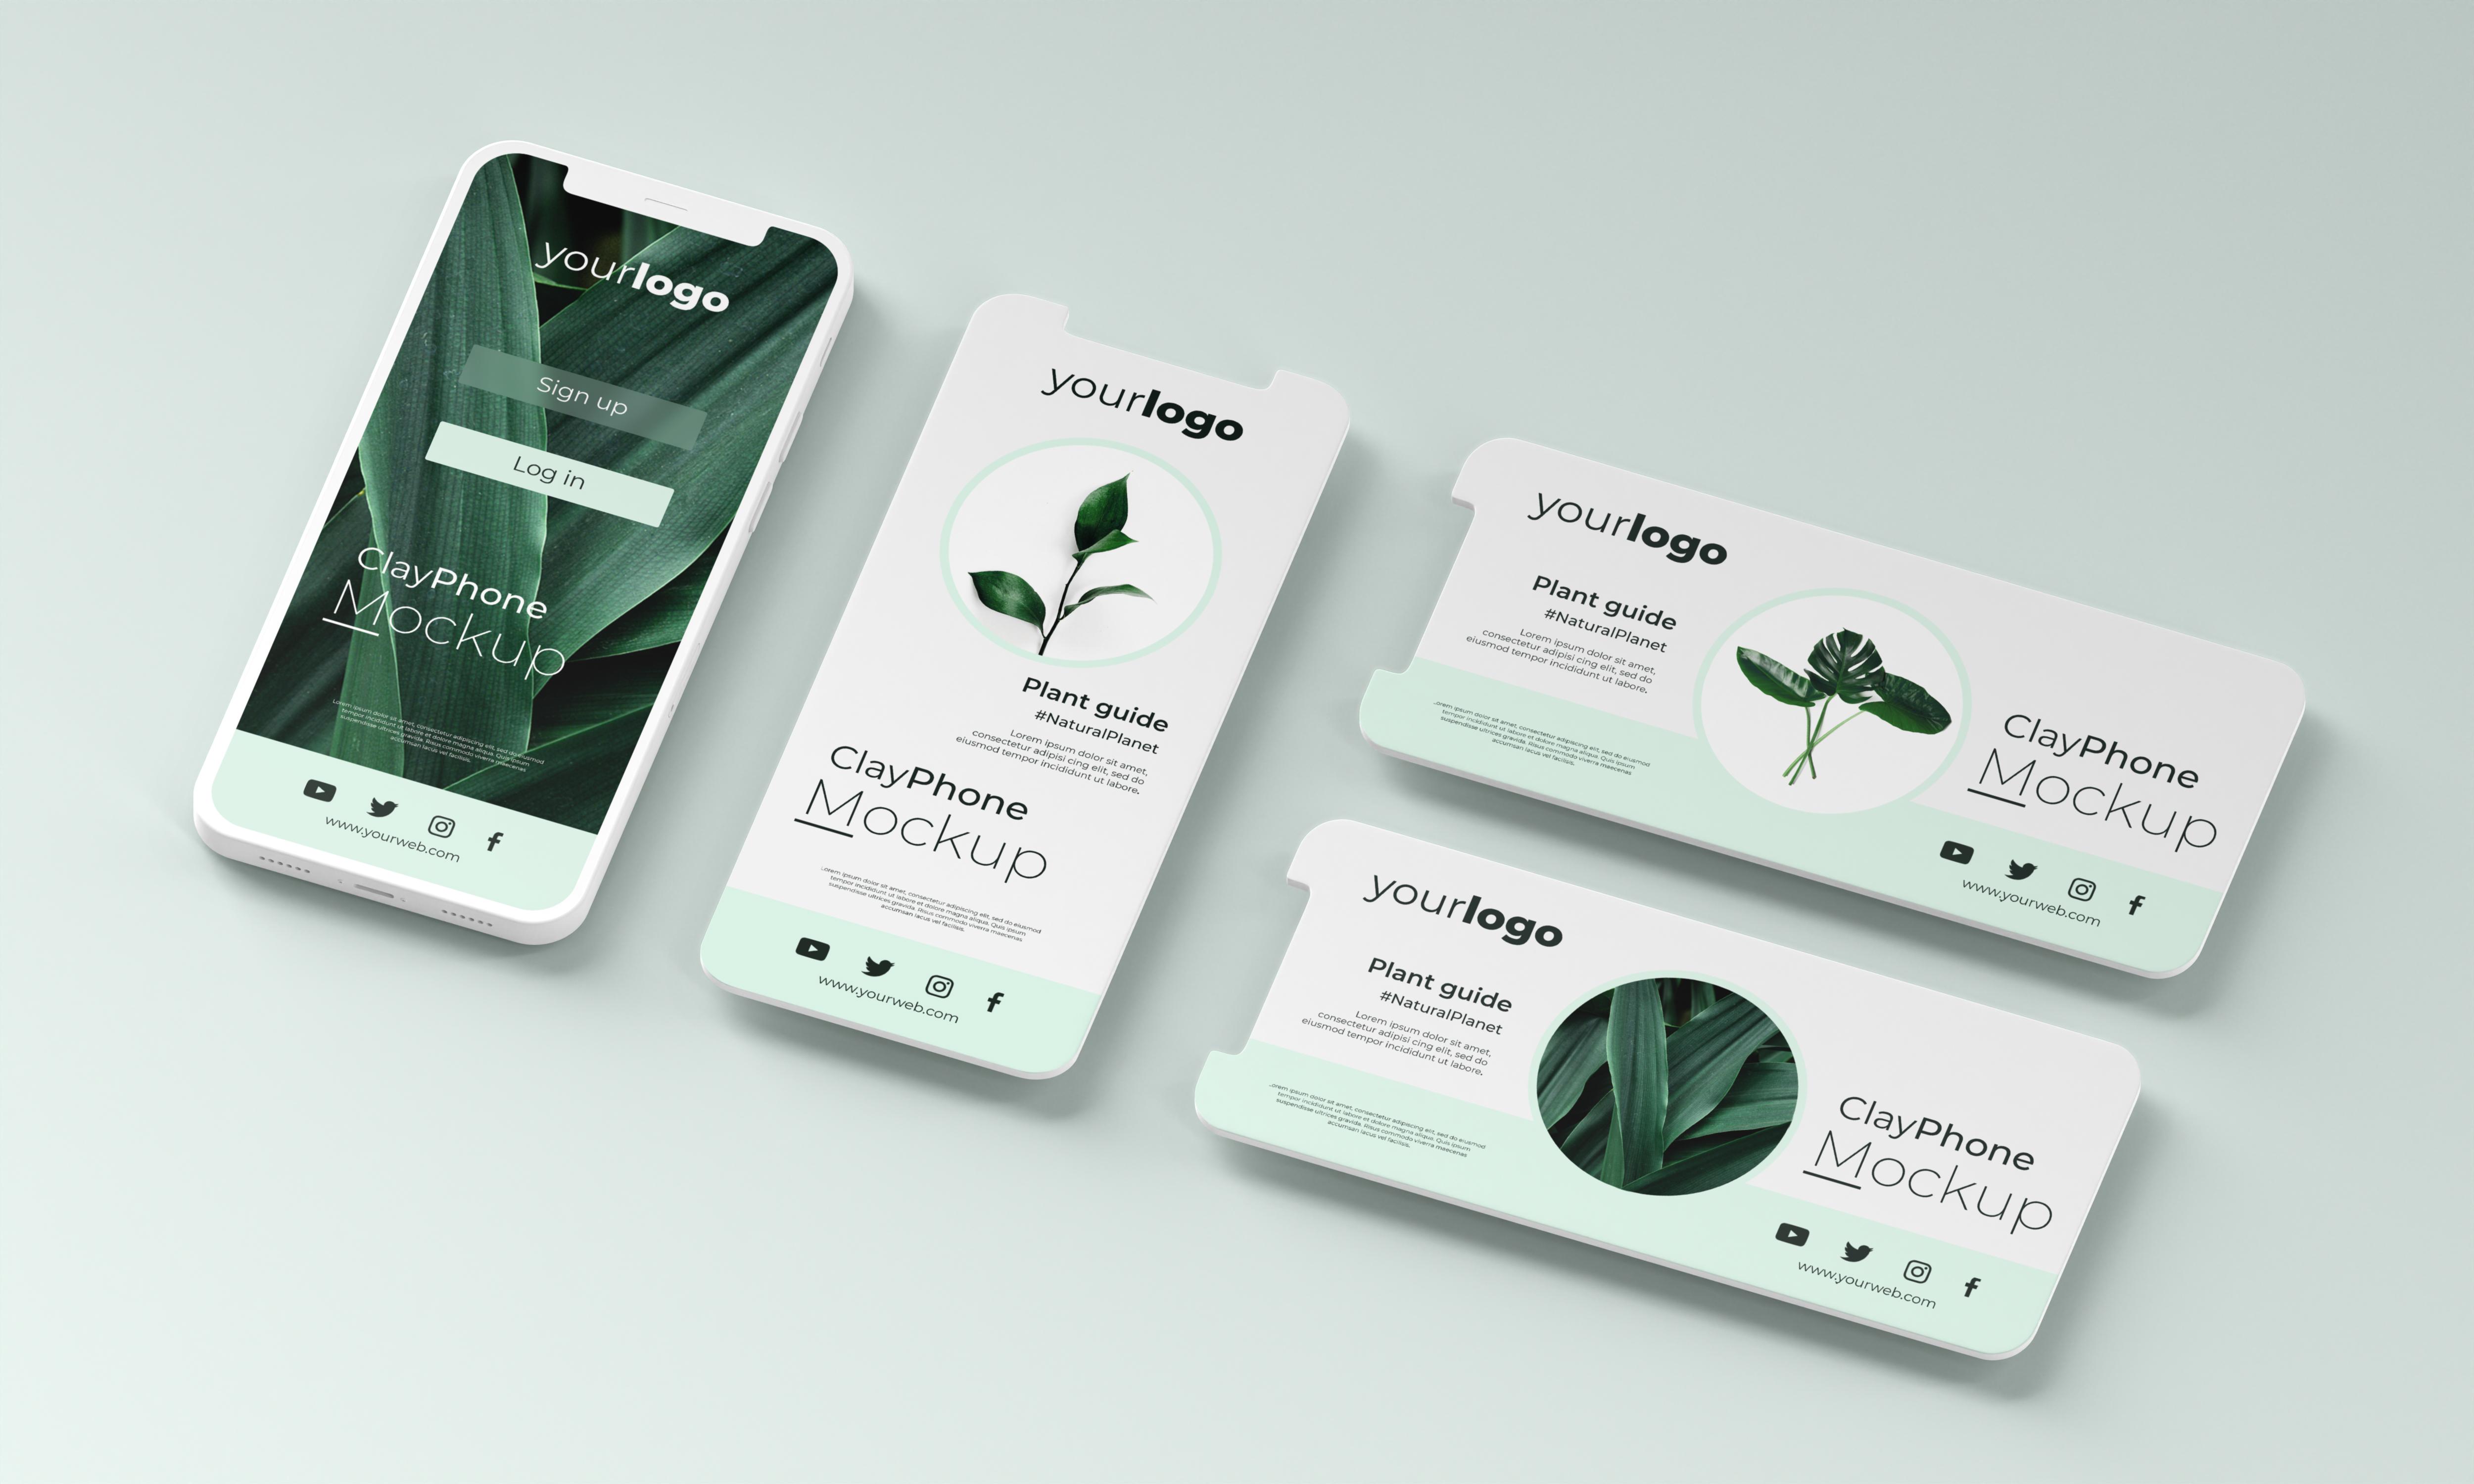 yourlogo
Sign up
Log in
ClayPhone
Mockup
Lorem ipsum dolor sit amet, consectetur adipiscing elit, sed do eiusmod
tempor incididunt ut labore et dolore magna aliqua. Quis ipsum
suspendisse ultrices gravida. Risus commodo viverra maecenas
accumsan lacus vel facilisis.
www.yourweb.com
yourlogo
Plant guide
#NaturalPlanet
Lorem ipsum dolor sit amet,
consectetur adipisi cing elit, sed do
eiusmod tempor incididunt ut labore.
ClayPhone
Mockup
Lorem ipsum dolor sit amet, consectetur adipiscing elit, sed do eiusmod
tempor incididunt ut labore et dolore magna aliqua. Quis ipsum
suspendisse ultrices gravida. Risus commodo viverra maecenas
accumsan lacus vel facilisis.
www.yourweb.com
yourlogo
Plant guide
#NaturalPlanet
Lorem ipsum dolor sit amet,
consectetur adipisi cing elit, sed do
eiusmod tempor incididunt ut labore.
Lorem ipsum dolor sit amet, consectetur adipiscing elit, sed do eiusmod
tempor incididunt ut labore et dolore magna aliqua. Quis ipsum
suspendisse ultrices gravida. Risus commodo viverra maecenas
accumsan lacus vel facilisis.
ClayPhone
Mockup
www.yourweb.com
yourlogo
Plant guide
#NaturalPlanet
Lorem ipsum dolor sit amet,
consectetur adipisi cing elit, sed do
eiusmod tempor incididunt ut labore.
Lorem ipsum dolor sit amet, consectetur adipiscing elit, sed do eiusmod
tempor incididunt ut labore et dolore magna aliqua. Quis ipsum
suspendisse ultrices gravida. Risus commodo viverra maecenas
accumsan lacus vel facilisis.
ClayPhone
Mockup
www.yourweb.com